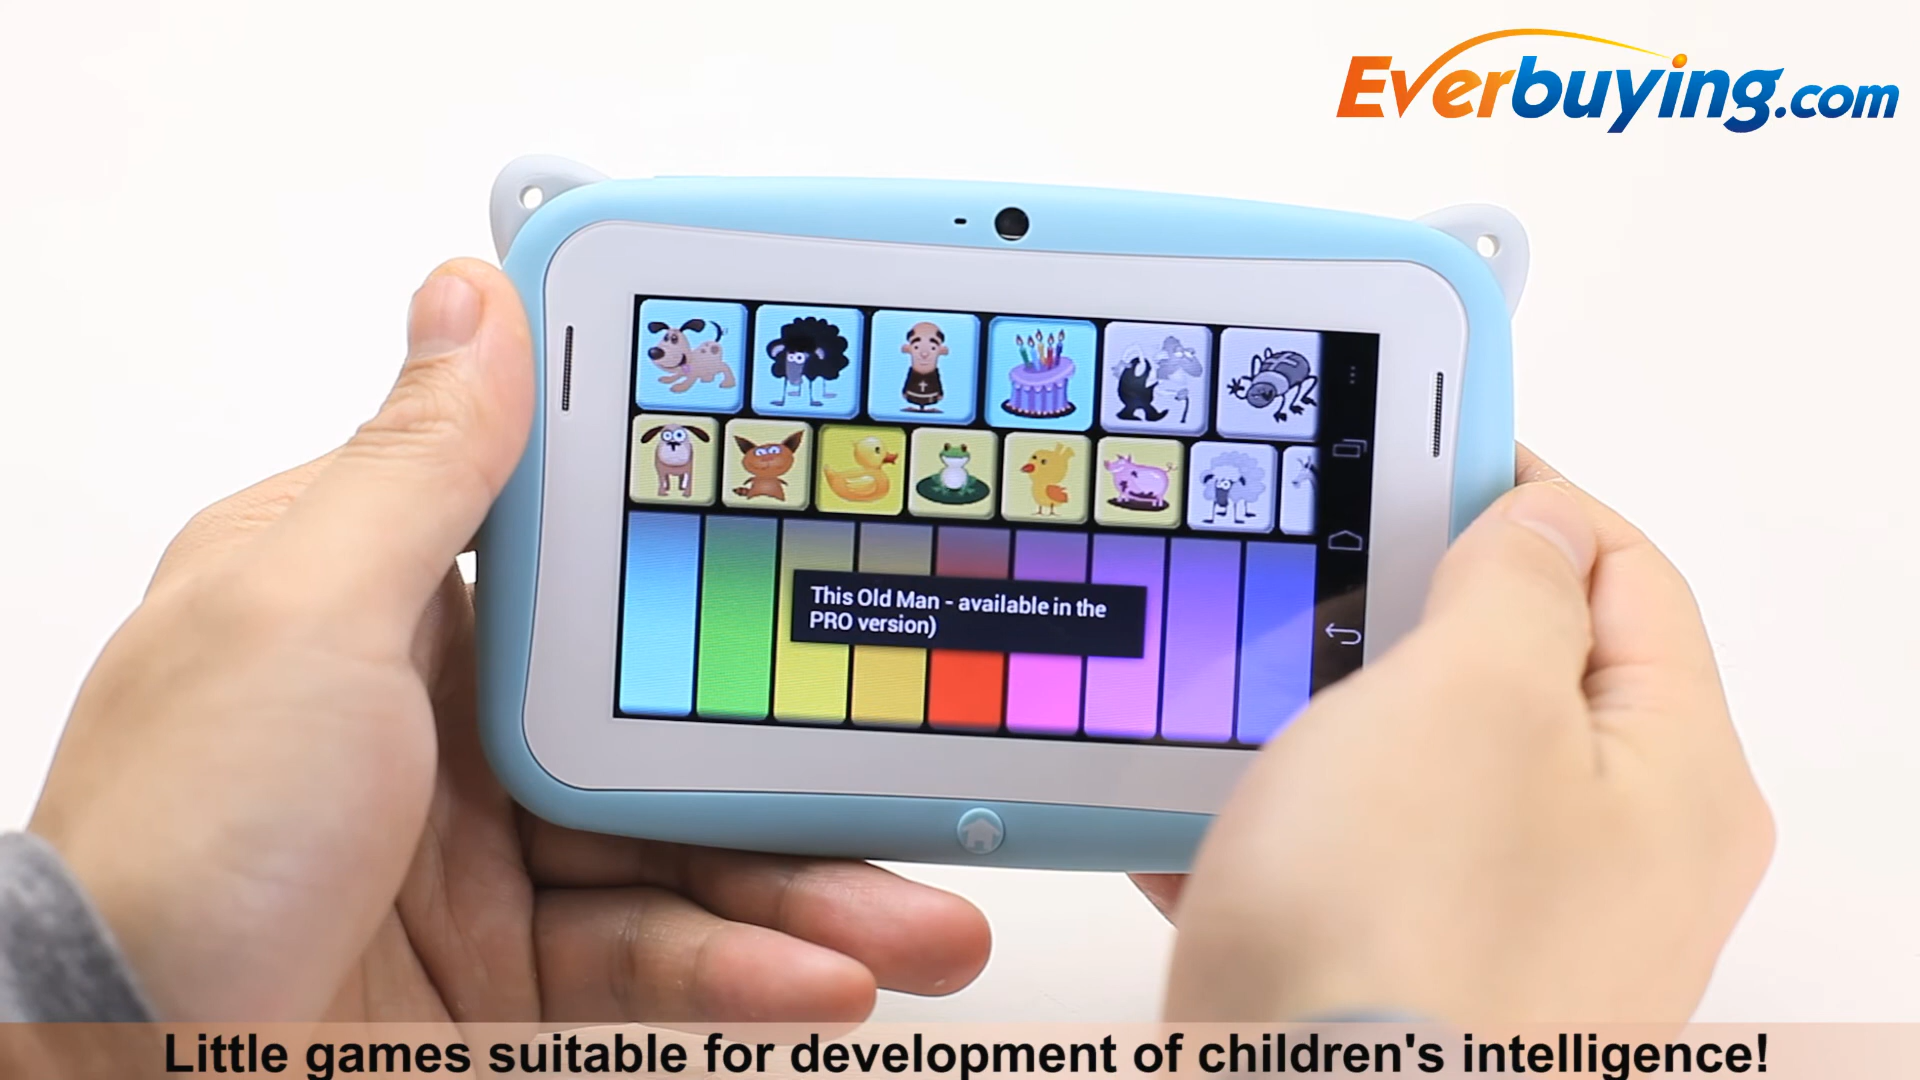 Everbuying.com
This Old Man - available in the
PRO version)
Little games suitable for development of children's intelligence!